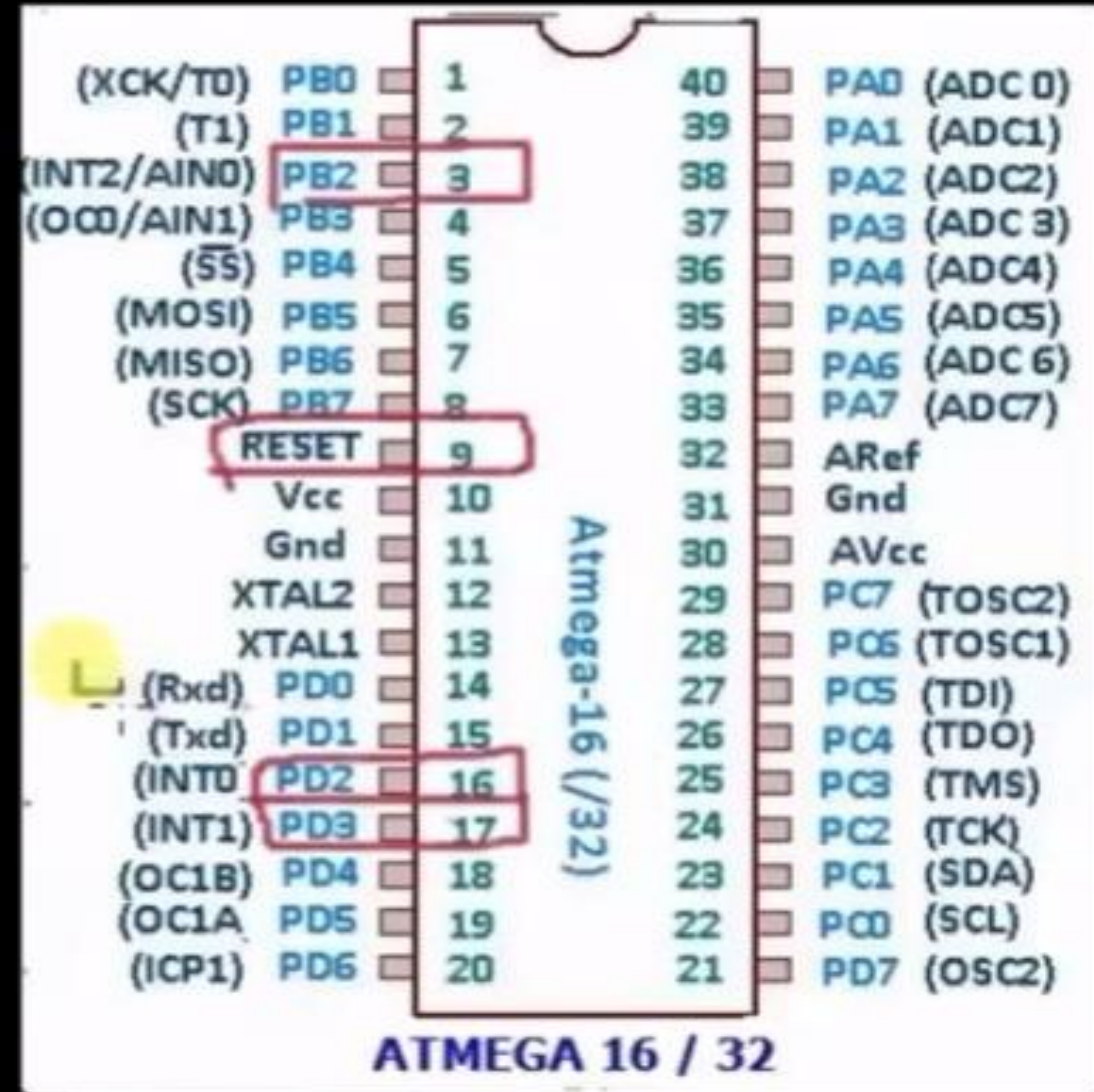 (XCK/T0) PB0 1 40 PA0 (ADC 0)
(T1) PB1 2 39 PA1 (ADC1)
(INT2/AIN0) PB2 3 38 PA2 (ADC2)
(OC0/AIN1) PB3 4 37 PA3 (ADC 3)
(SS) PB4 5 36 PA4 (ADC4)
(MOSI) PB5 6 35 PA5 (ADC5)
(MISO) PB6 7 34 PA6 (ADC 6)
(SCK) PB7 8 33 PA7 (ADC7)
RESET 9 32 ARef
Vcc 10 31 Gnd
Gnd 11 30 AVcc
XTAL2 12 29 PC7 (TOSC2)
XTAL1 13 28 PC6 (TOSC1)
(Rxd) PD0 14 27 PC5 (TDI)
(Txd) PD1 15 26 PC4 (TDO)
(INT0 PD2 16 25 PC3 (TMS)
(INT1) PD3 17 24 PC2 (TCK)
(OC1B) PD4 18 23 PC1 (SDA)
(OC1A PD5 19 22 PC0 (SCL)
(ICP1) PD6 20 21 PD7 (OSC2)
Atmega-16 (/32)
ATMEGA 16 / 32